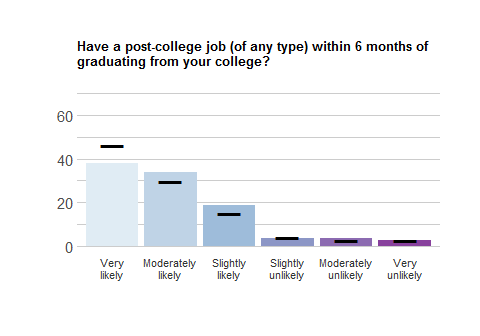 Have a post-college job (of any type) within 6 months of
graduating from your college?
60
40
20
0
Very Moderately Slightly Slightly Moderately Very
likely likely likely unlikely unlikely unlikely